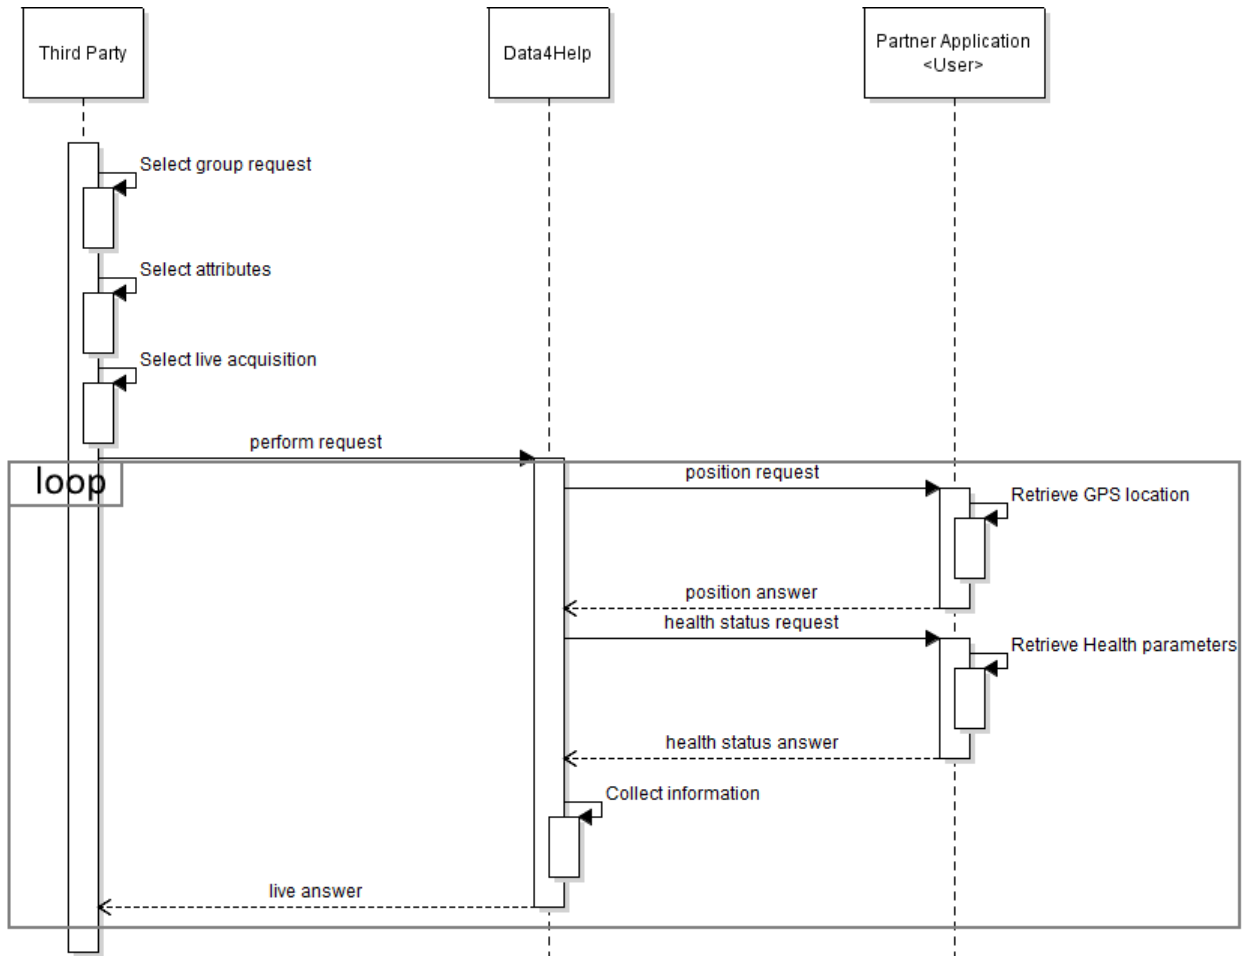 Third Party
Data4Help
Partner Application
<User>
Select group request
Select attributes
Select live acquisition
perform request
loop
position request
Retrieve GPS location
position answer
health status request
Retrieve Health parameters
health status answer
Collect information
live answer